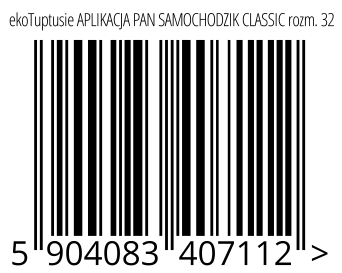 ekoTuptusie APLIKACJA PAN SAMOCHODZIK CLASSIC rozm. 32
5 904083 407112 >